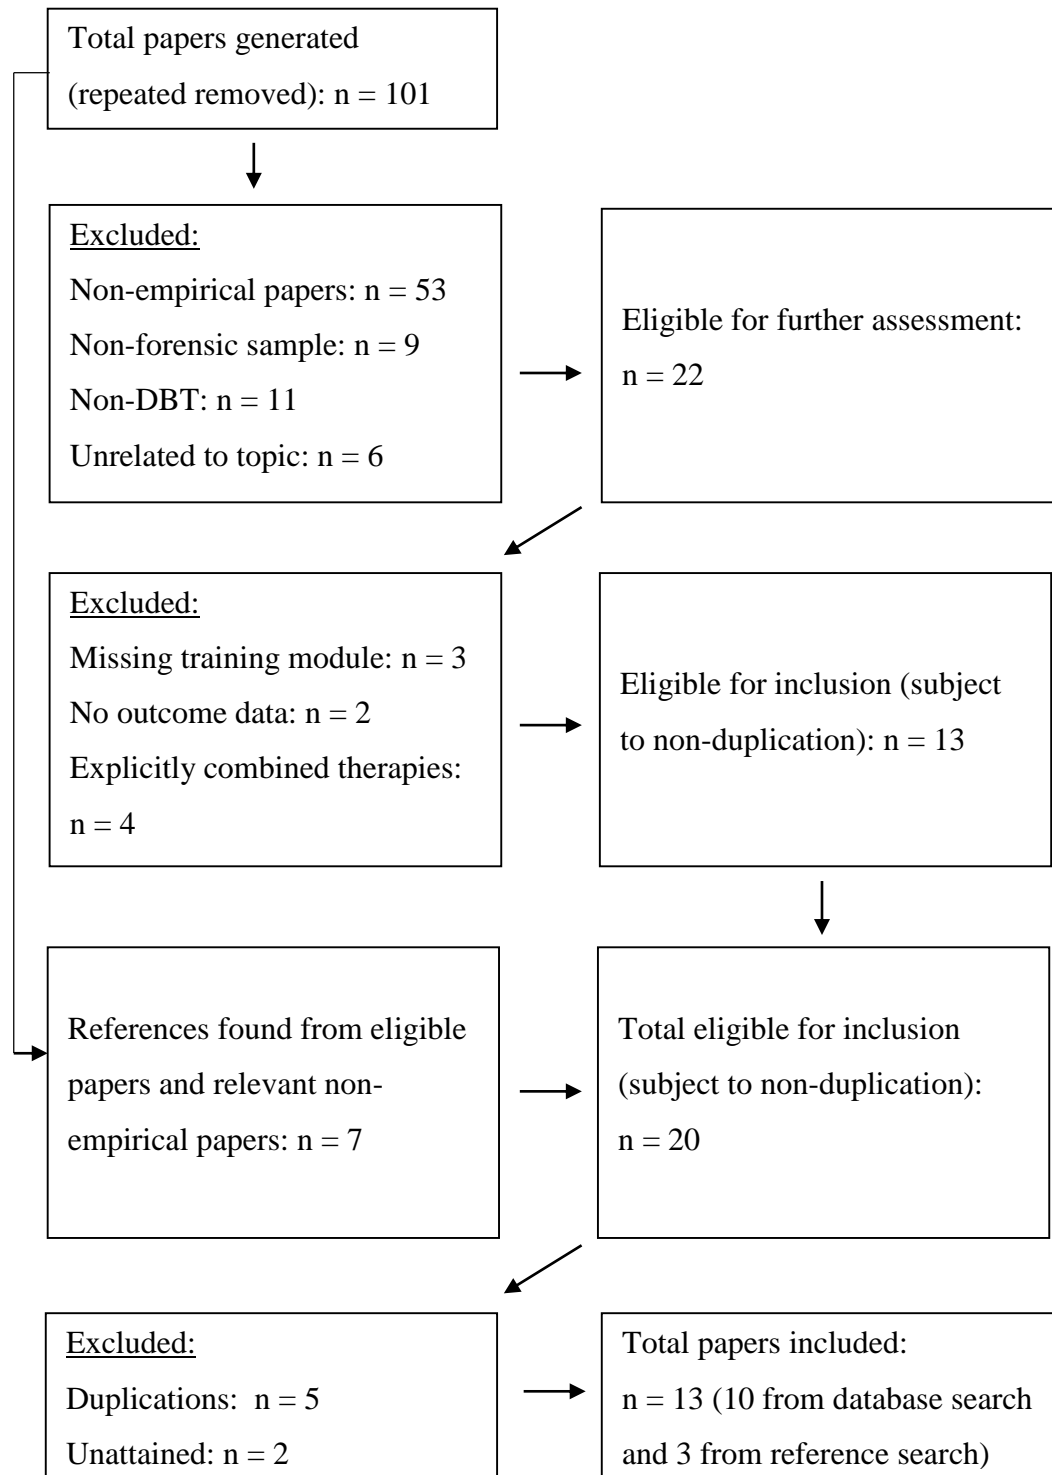 Total papers generated
(repeated removed): n = 101
Excluded:
Non-empirical papers: n = 53
Non-forensic sample: n = 9
Non-DBT: n = 11
Unrelated to topic: n = 6
Eligible for further assessment:
n = 22
Excluded:
Missing training module: n = 3
No outcome data: n = 2
Explicitly combined therapies:
n = 4
Eligible for inclusion (subject
to non-duplication): n = 13
References found from eligible
papers and relevant non-
empirical papers: n = 7
Total eligible for inclusion
(subject to non-duplication):
n = 20
Excluded:
Duplications:  n = 5
Unattained: n = 2
Total papers included:
n = 13 (10 from database search
and 3 from reference search)